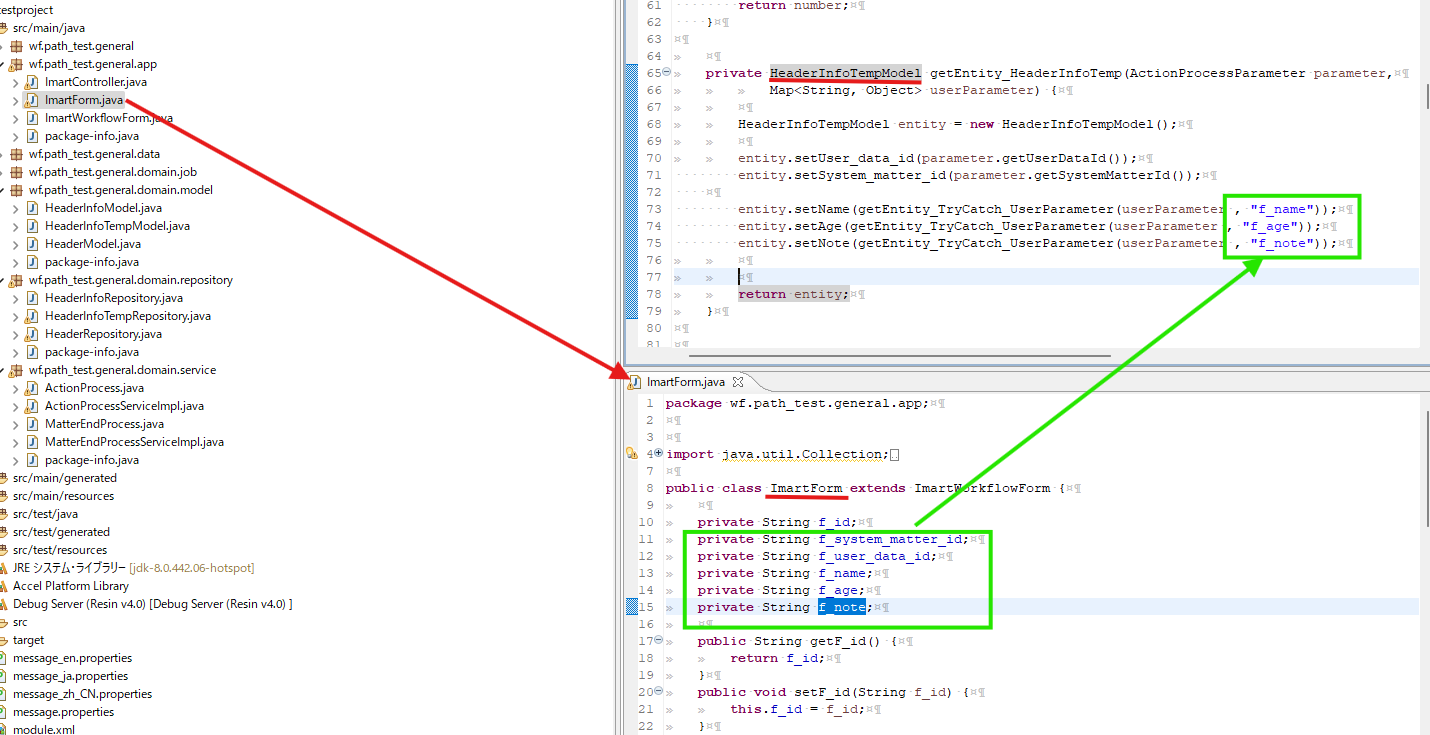 testproject
src/main/java
wf.path_test.general
wf.path_test.general.app
ImartController.java
ImartForm.java
ImartWorkflowForm.java
package-info.java
wf.path_test.general.data
wf.path_test.general.domain.job
wf.path_test.general.domain.model
HeaderInfoModel.java
HeaderInfoTempModel.java
HeaderModel.java
package-info.java
wf.path_test.general.domain.repository
HeaderInfoRepository.java
HeaderInfoTempRepository.java
HeaderRepository.java
package-info.java
wf.path_test.general.domain.service
ActionProcess.java
ActionProcessServiceImpl.java
MatterEndProcess.java
MatterEndProcessServiceImpl.java
package-info.java
src/main/generated
src/main/resources
src/test/java
src/test/generated
src/test/resources
JRE システム・ライブラリー [jdk-8.0.442.06-hotspot]
Accel Platform Library
Debug Server (Resin v4.0) [Debug Server (Resin v4.0) ]
src
target
message_en.properties
message_ja.properties
message_zh_CN.properties
message.properties
module.xml
61 return number;
62 }
63
64
65 private HeaderInfoTempModel getEntity_HeaderInfoTemp(ActionProcessParameter parameter,
66 Map<String, Object> userParameter) {
67
68 HeaderInfoTempModel entity = new HeaderInfoTempModel();
69
70 entity.setUser_data_id(parameter.getUserDataId());
71 entity.setSystem_matter_id(parameter.getSystemMatterId());
72
73 entity.setName(getEntity_TryCatch_UserParameter(userParameter , "f_name"));
74 entity.setAge(getEntity_TryCatch_UserParameter(userParameter , "f_age"));
75 entity.setNote(getEntity_TryCatch_UserParameter(userParameter , "f_note"));
76
77
78 return entity;
79 }
80
81
ImartForm.java
1 package wf.path_test.general.app;
2
3
4 import java.util.Collection;
7
8 public class ImartForm extends ImartWorkflowForm {
9
10 private String f_id;
11 private String f_system_matter_id;
12 private String f_user_data_id;
13 private String f_name;
14 private String f_age;
15 private String f_note;
16
17 public String getF_id() {
18 return f_id;
19 }
20 public void setF_id(String f_id) {
21 this.f_id = f_id;
22 }